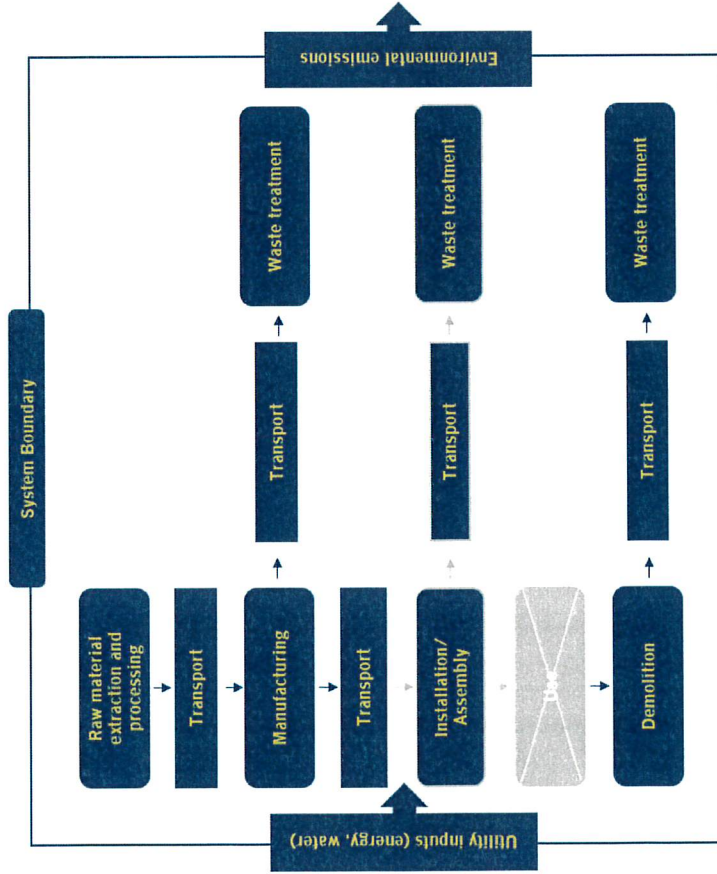 System Boundary
Utility inputs (energy, water)
Raw material
extraction and
processing
Transport
Manufacturing
Transport
Waste treatment
Transport
Installation/
Assembly
Transport
Waste treatment
Use
Demolition
Transport
Waste treatment
Environmental emissions